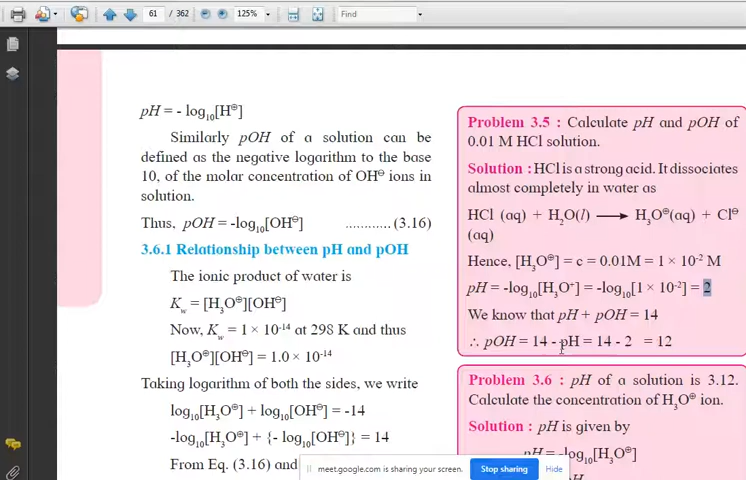 61 / 362
125%
Find
pH = - log10[H⊕]
Similarly pOH of a solution can be
defined as the negative logarithm to the base
10, of the molar concentration of OH⊖ ions in
solution.
Thus, pOH = -log10[OH⊖] ........... (3.16)
3.6.1 Relationship between pH and pOH
The ionic product of water is
Kw = [H3O⊕][OH⊖]
Now, Kw = 1 × 10-14 at 298 K and thus
[H3O⊕][OH⊖] = 1.0 × 10-14
Taking logarithm of both the sides, we write
log10[H3O⊕] + log10[OH⊖] = -14
-log10[H3O⊕] + {- log10[OH⊖]} = 14
From Eq. (3.16) and
Problem 3.5 : Calculate pH and pOH of
0.01 M HCl solution.
Solution : HCl is a strong acid. It dissociates
almost completely in water as
HCl (aq) + H2O(l) ⟶ H3O⊕(aq) + Cl⊖
(aq)
Hence, [H3O⊕] = c = 0.01M = 1 × 10-2 M
pH = -log10[H3O+] = -log10[1 × 10-2] = 2
We know that pH + pOH = 14
∴ pOH = 14 - pH = 14 - 2 = 12
Problem 3.6 : pH of a solution is 3.12.
Calculate the concentration of H3O⊕ ion.
Solution : pH is given by
pH = -log10[H3O⊕]
meet.google.com is sharing your screen.
Stop sharing
Hide